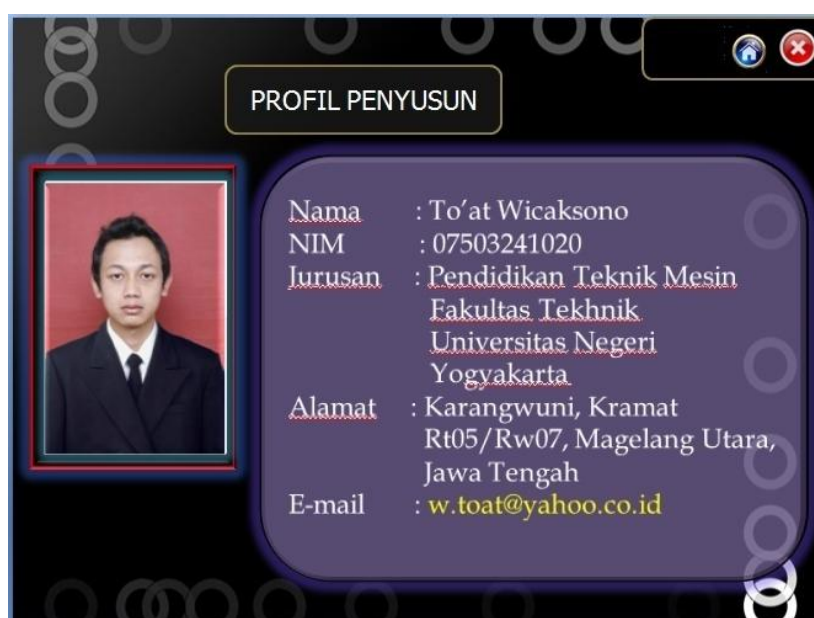 PROFIL PENYUSUN
Nama : To’at Wicaksono
NIM : 07503241020
Jurusan : Pendidikan Teknik Mesin
Fakultas Tekhnik
Universitas Negeri
Yogyakarta
Alamat : Karangwuni, Kramat
Rt05/Rw07, Magelang Utara,
Jawa Tengah
E-mail : w.toat@yahoo.co.id